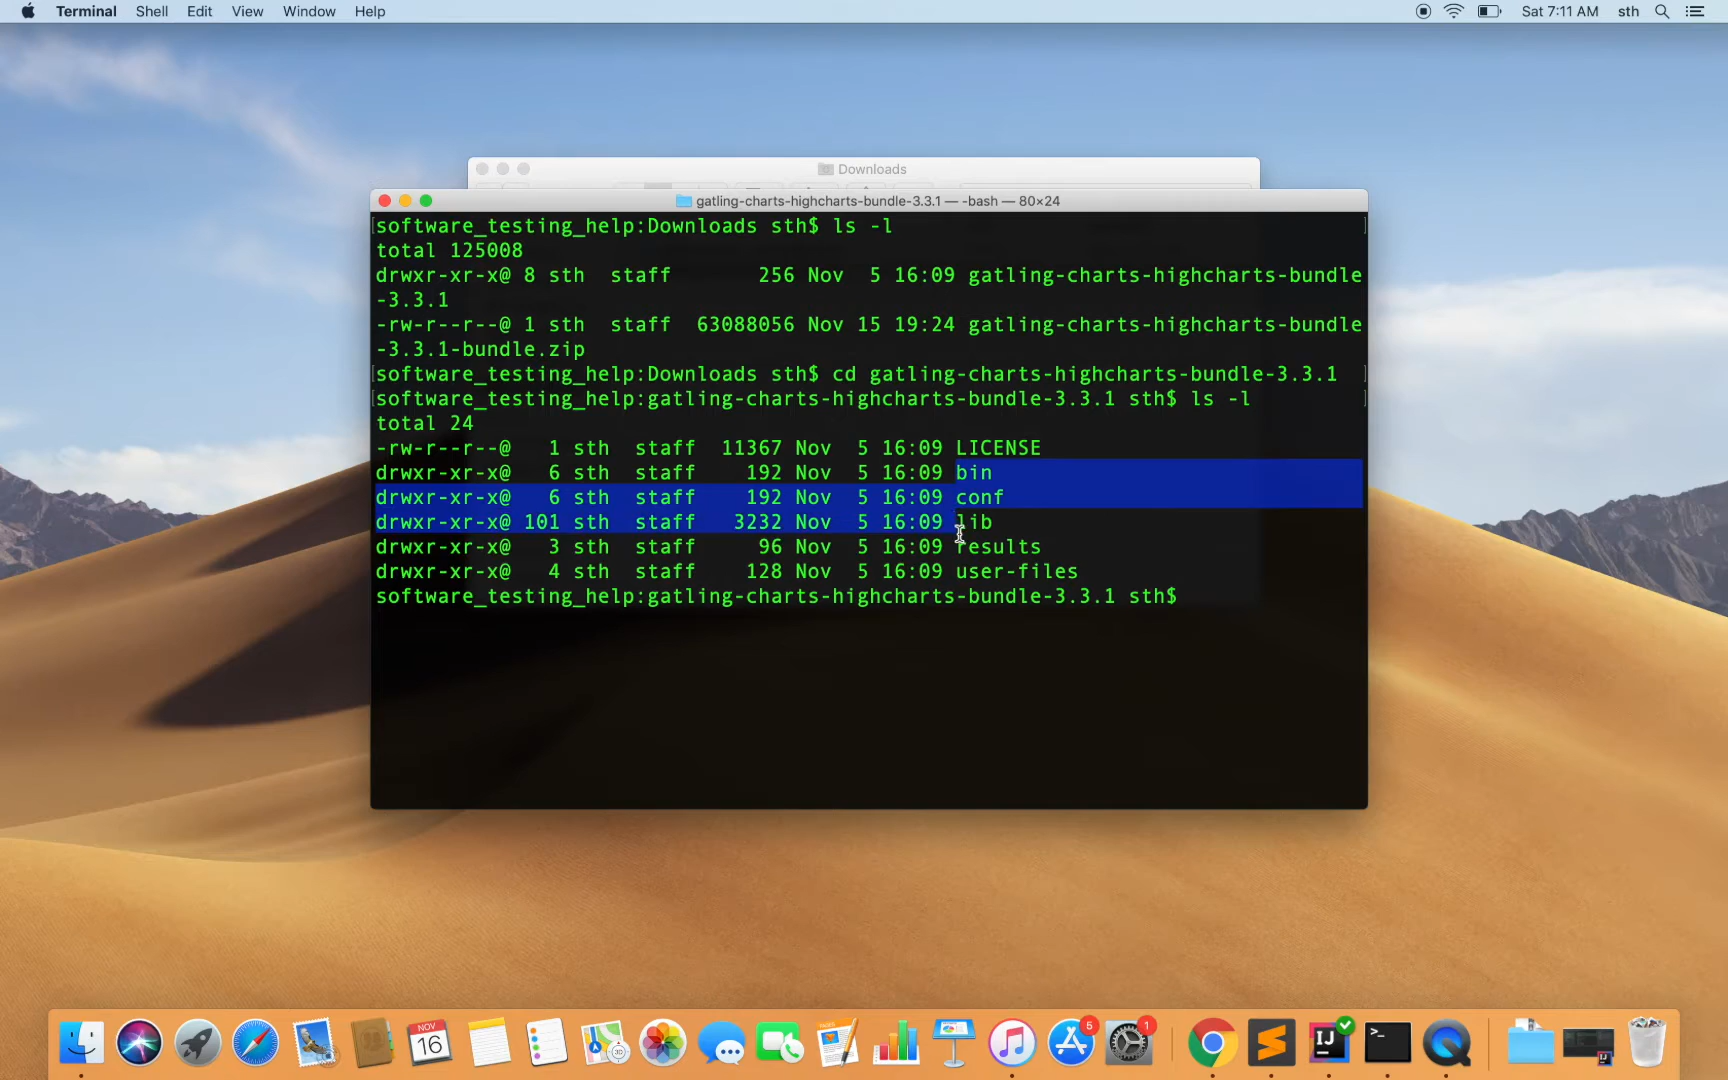 Terminal Shell Edit View Window Help Sat 7:11 AM sth
Downloads
gatling-charts-highcharts-bundle-3.3.1 — -bash — 80×24
software_testing_help:Downloads sth$ ls -l
total 125008
drwxr-xr-x@ 8 sth staff 256 Nov 5 16:09 gatling-charts-highcharts-bundle
-3.3.1
-rw-r--r--@ 1 sth staff 63088056 Nov 15 19:24 gatling-charts-highcharts-bundle
-3.3.1-bundle.zip
software_testing_help:Downloads sth$ cd gatling-charts-highcharts-bundle-3.3.1
software_testing_help:gatling-charts-highcharts-bundle-3.3.1 sth$ ls -l
total 24
-rw-r--r--@ 1 sth staff 11367 Nov 5 16:09 LICENSE
drwxr-xr-x@ 6 sth staff 192 Nov 5 16:09 bin
drwxr-xr-x@ 6 sth staff 192 Nov 5 16:09 conf
drwxr-xr-x@ 101 sth staff 3232 Nov 5 16:09 lib
drwxr-xr-x@ 3 sth staff 96 Nov 5 16:09 results
drwxr-xr-x@ 4 sth staff 128 Nov 5 16:09 user-files
software_testing_help:gatling-charts-highcharts-bundle-3.3.1 sth$
NOV
16
3D
PAGES
5
1
IJ
>_